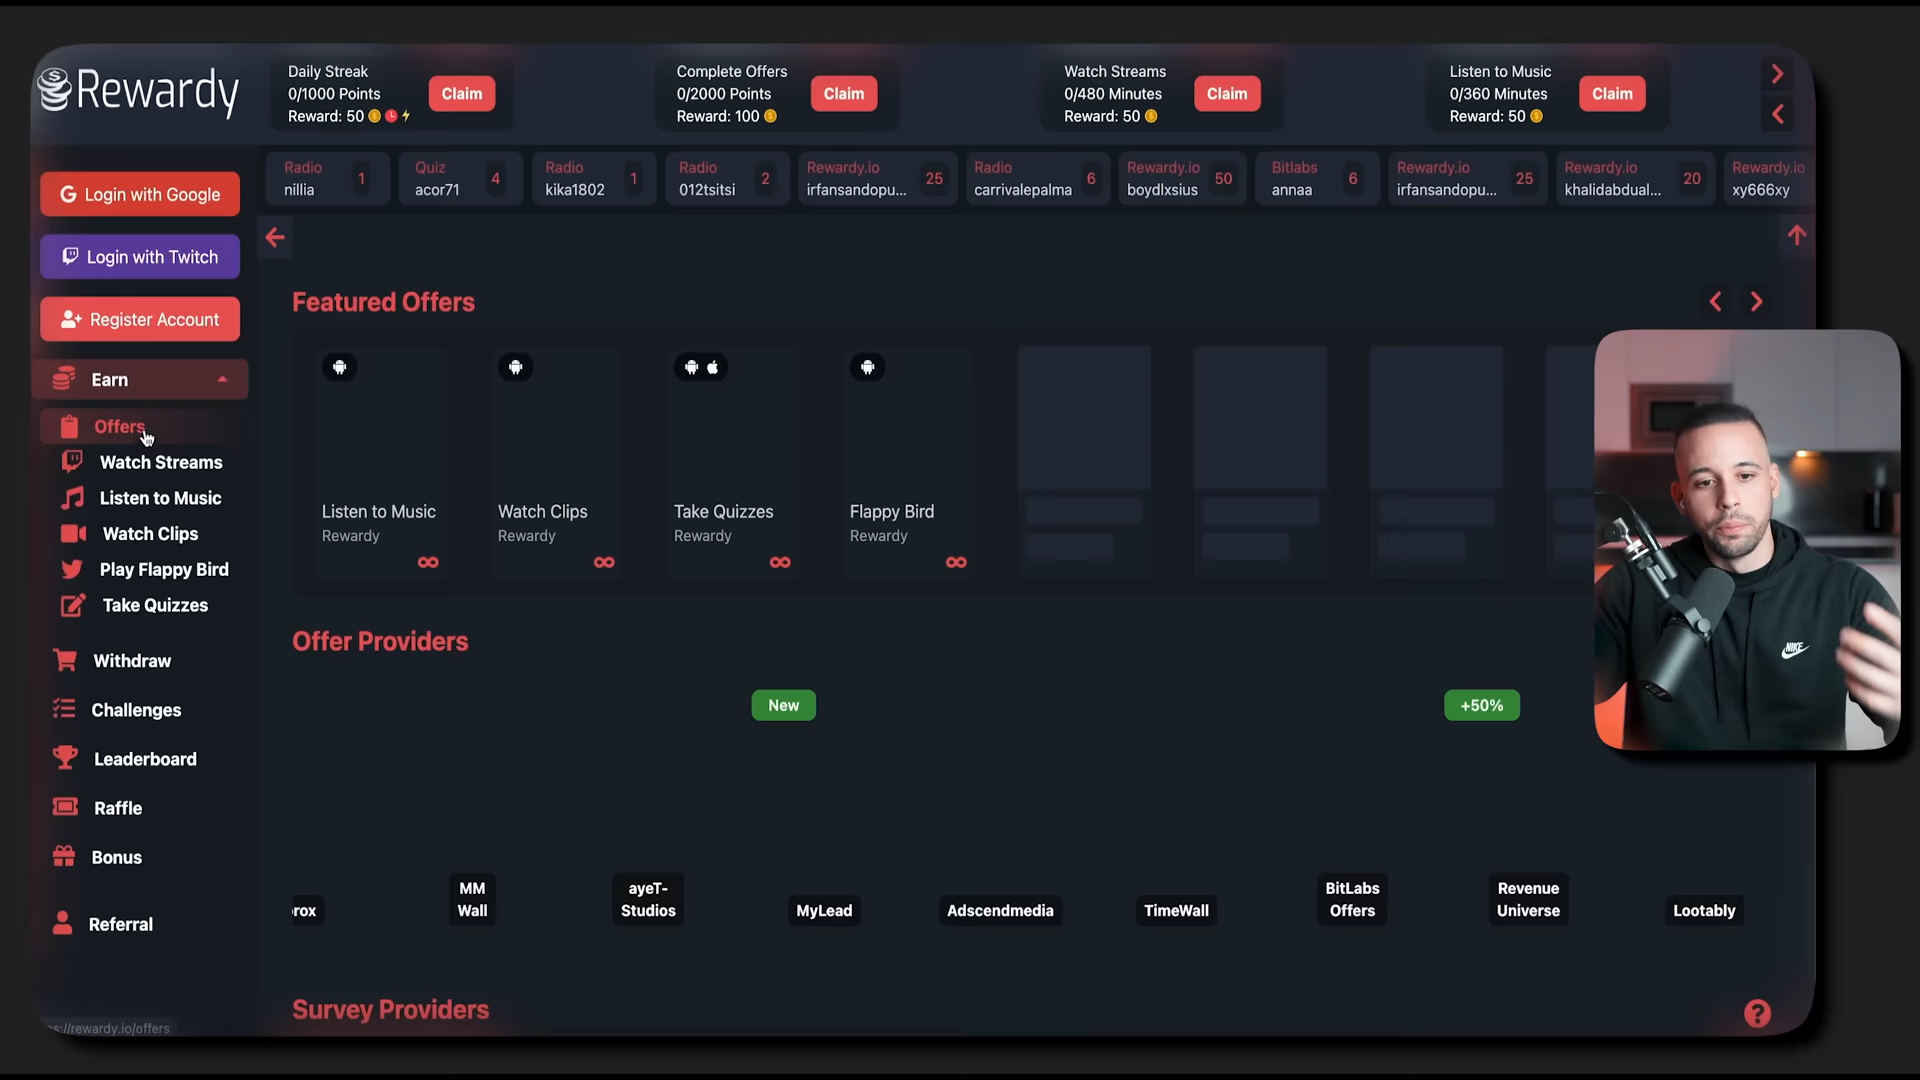 Rewardy
Daily Streak
0/1000 Points
Reward: 50
Claim
Complete Offers
0/2000 Points
Reward: 100
Claim
Watch Streams
0/480 Minutes
Reward: 50
Claim
Listen to Music
0/360 Minutes
Reward: 50
Claim
Radio
nillia
1
Quiz
acor71
4
Radio
kika1802
1
Radio
012tsitsi
2
Rewardy.io
irfansandopu...
25
Radio
carrivalepalma
6
Rewardy.io
boydlxsius
50
Bitlabs
annaa
6
Rewardy.io
irfansandopu...
25
Rewardy.io
khalidabdual...
20
Rewardy.io
xy666xy
Login with Google
Login with Twitch
Register Account
Earn
Offers
Watch Streams
Listen to Music
Watch Clips
Play Flappy Bird
Take Quizzes
Withdraw
Challenges
Leaderboard
Raffle
Bonus
Referral
s://rewardy.io/offers
Featured Offers
Listen to Music
Rewardy
Watch Clips
Rewardy
Take Quizzes
Rewardy
Flappy Bird
Rewardy
NIKE
Offer Providers
New
+50%
rox
MM
Wall
ayeT-
Studios
MyLead
Adscendmedia
TimeWall
BitLabs
Offers
Revenue
Universe
Lootably
Survey Providers
?